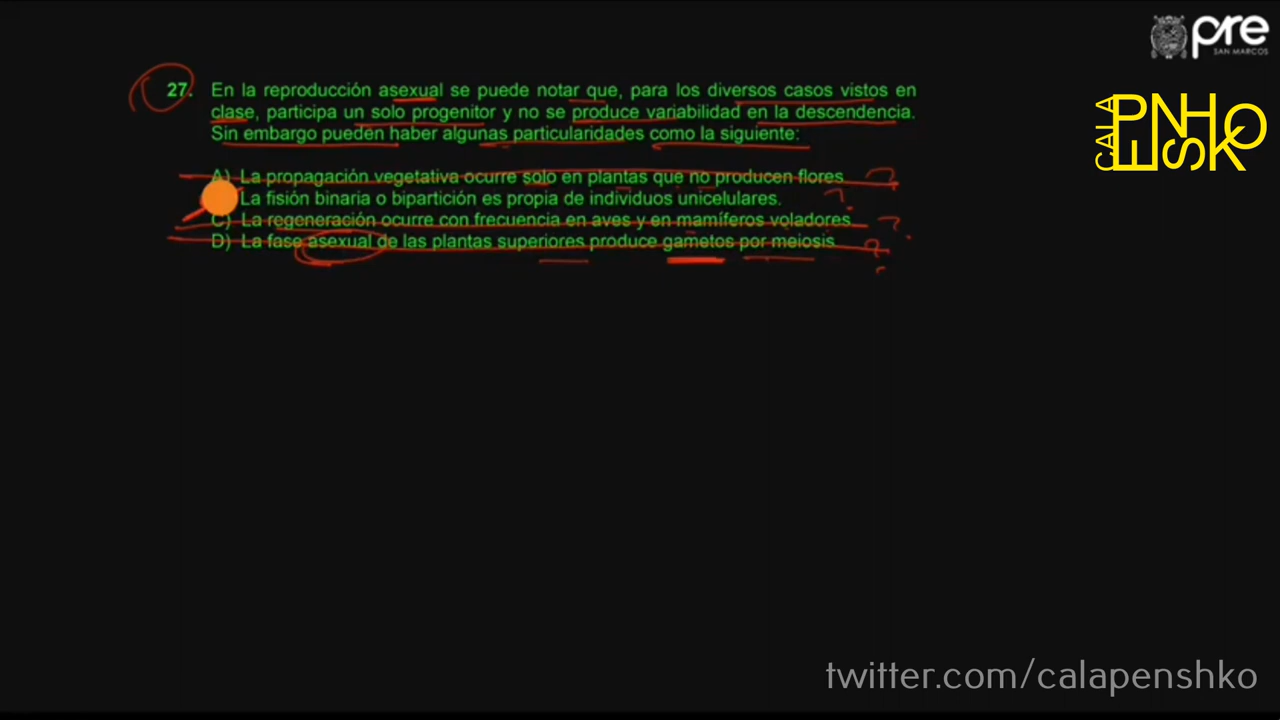 pre
SAN MARCOS
CALA
PENSHKO
27. En la reproducción asexual se puede notar que, para los diversos casos vistos en
clase, participa un solo progenitor y no se produce variabilidad en la descendencia.
Sin embargo pueden haber algunas particularidades como la siguiente:
A) La propagación vegetativa ocurre solo en plantas que no producen flores ?
La fisión binaria o bipartición es propia de individuos unicelulares. ?
C) La regeneración ocurre con frecuencia en aves y en mamíferos voladores. ?
D) La fase asexual de las plantas superiores produce gametos por meiosis ?
twitter.com/calapenshko